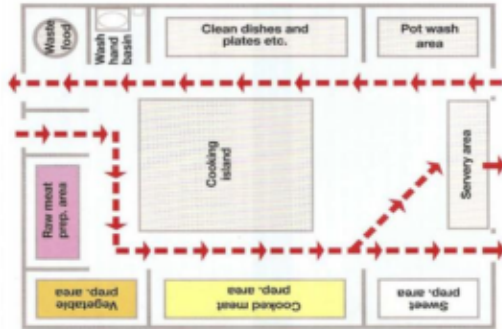 Waste
food
Wash
hand
basin
Clean dishes and
plates etc.
Pot wash
area
Cooking
island
Servery area
Raw meat
prep. area
Vegetable
prep. area
Cooked meat
prep. area
Sweet
prep. area